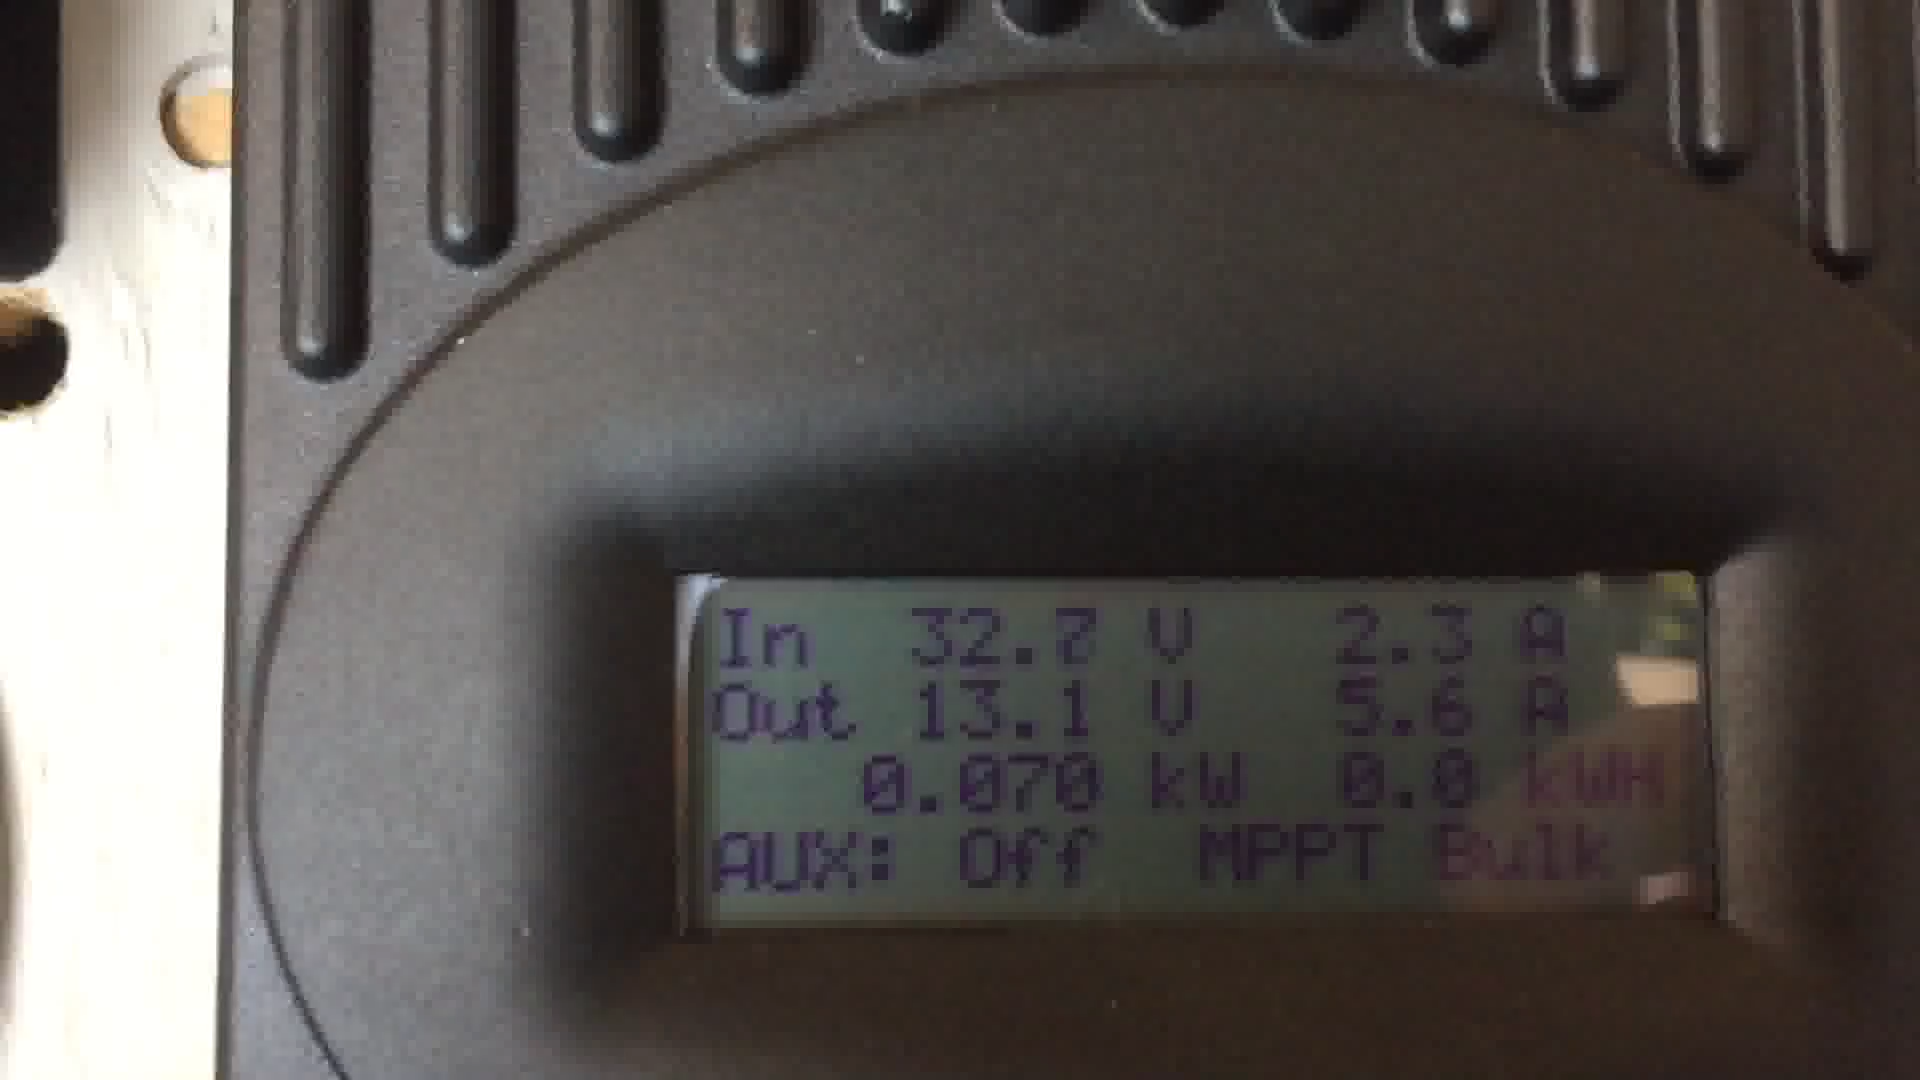 In 32.7 V 2.3 A
Out 13.1 V 5.6 A
0.070 kW 0.0 kWH
AUX: Off MPPT Bulk